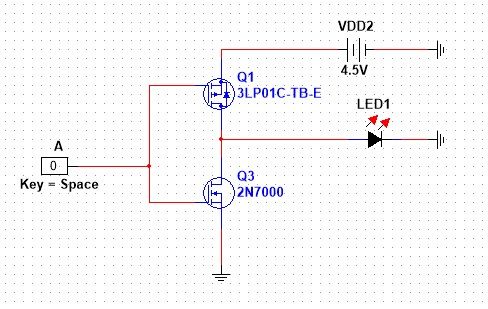 VDD2
4.5V
Q1
3LP01C-TB-E
LED1
A
0
Key = Space
Q3
2N7000